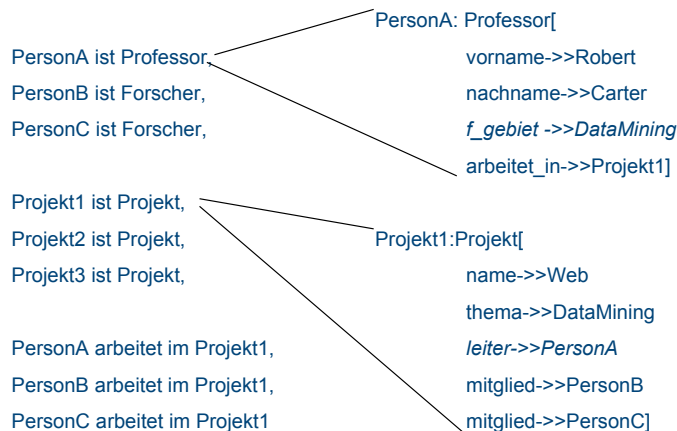 PersonA ist Professor,
PersonB ist Forscher,
PersonC ist Forscher,
Projekt1 ist Projekt,
Projekt2 ist Projekt,
Projekt3 ist Projekt,
PersonA arbeitet im Projekt1,
PersonB arbeitet im Projekt1,
PersonC arbeitet im Projekt1
PersonA: Professor[
vorname->>Robert
nachname->>Carter
f_gebiet ->>DataMining
arbeitet_in->>Projekt1]
Projekt1:Projekt[
name->>Web
thema->>DataMining
leiter->>PersonA
mitglied->>PersonB
mitglied->>PersonC]